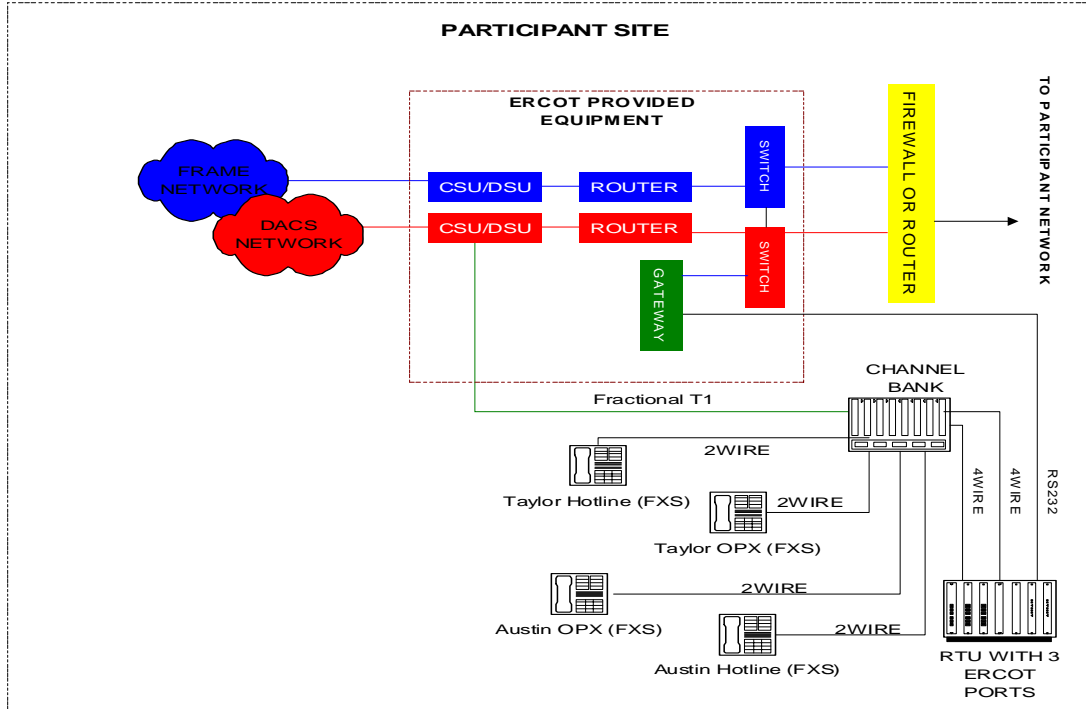 PARTICIPANT SITE
ERCOT PROVIDED
EQUIPMENT
FRAME
NETWORK
DACS
NETWORK
CSU/DSU
ROUTER
SWITCH
CSU/DSU
ROUTER
SWITCH
GATEWAY
FIREWALL OR ROUTER
TO PARTICIPANT NETWORK
Fractional T1
CHANNEL
BANK
2WIRE
Taylor Hotline (FXS)
2WIRE
Taylor OPX (FXS)
2WIRE
Austin OPX (FXS)
2WIRE
Austin Hotline (FXS)
4WIRE
4WIRE
RS232
RTU WITH 3
ERCOT
PORTS